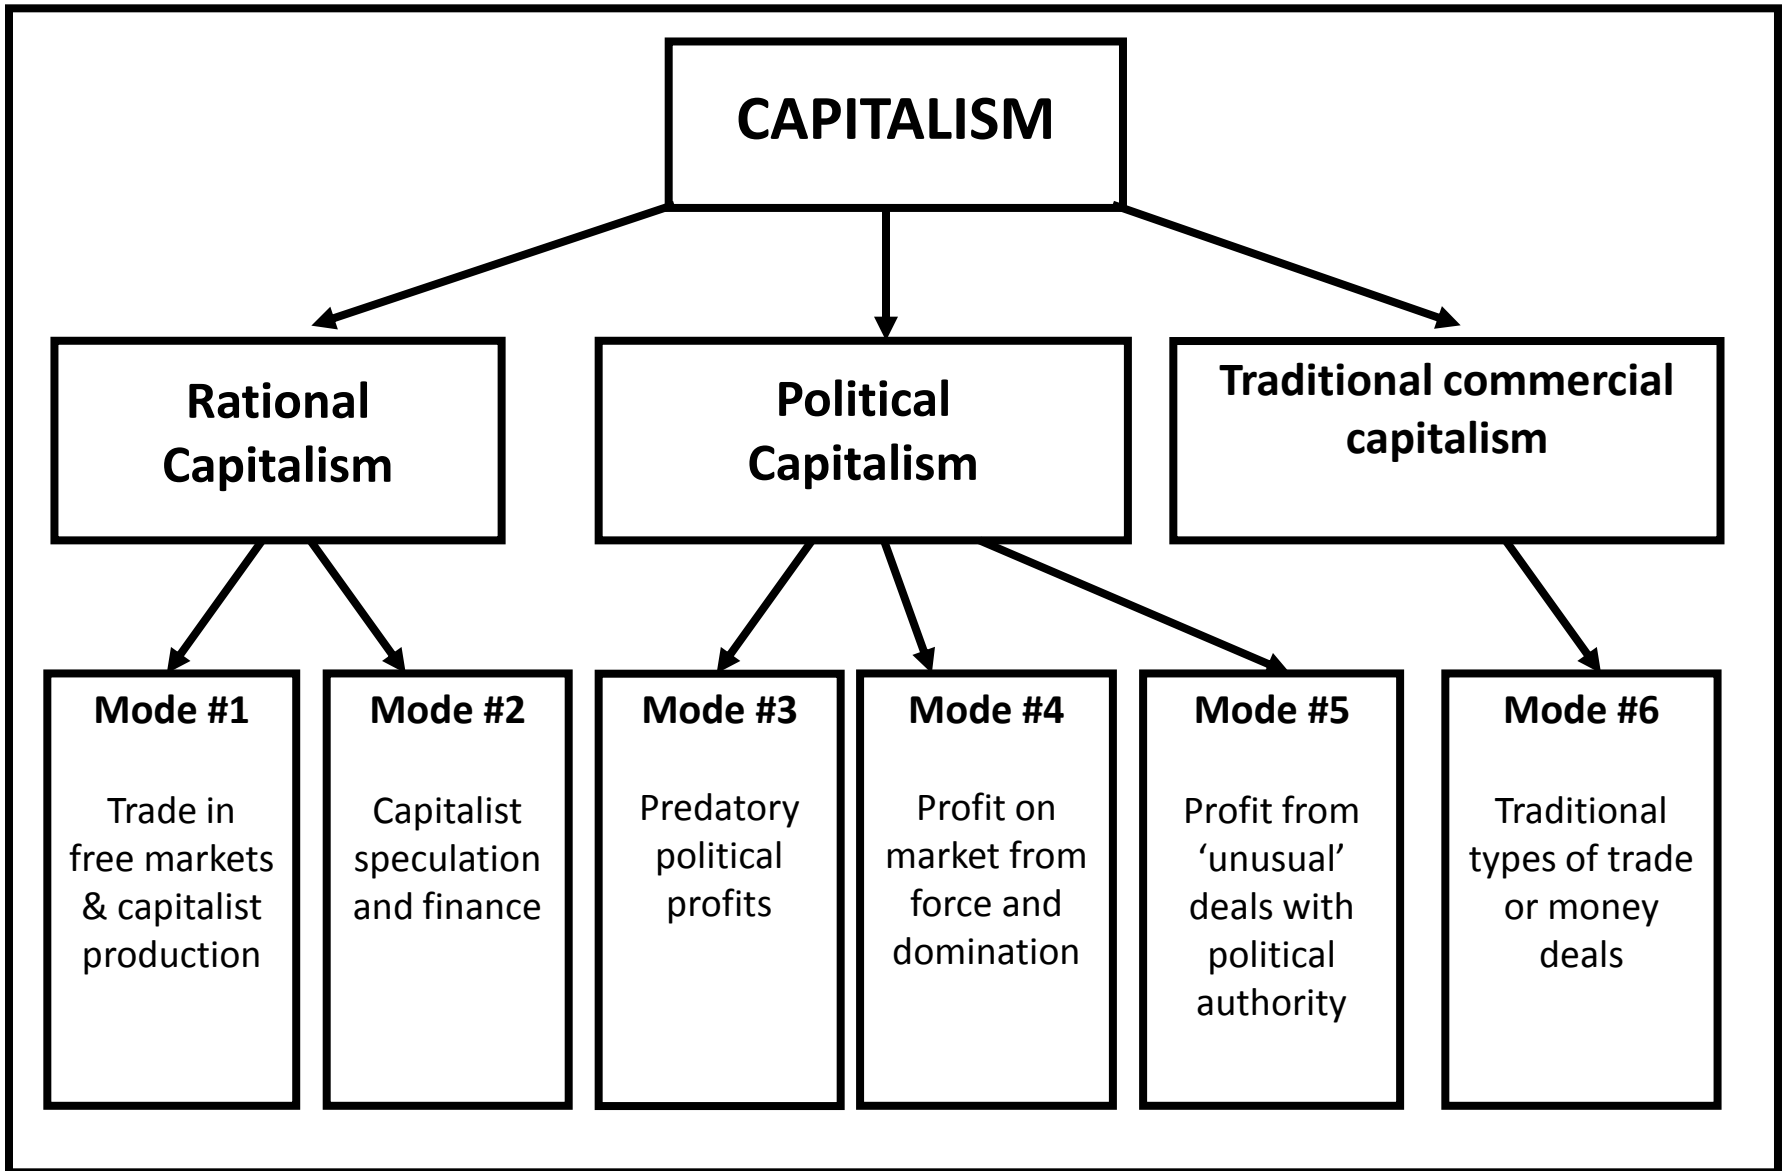 CAPITALISM
Rational
Capitalism
Political
Capitalism
Traditional commercial
capitalism
Mode #1
Trade in
free markets
& capitalist
production
Mode #2
Capitalist
speculation
and finance
Mode #3
Predatory
political
profits
Mode #4
Profit on
market from
force and
domination
Mode #5
Profit from
‘unusual’
deals with
political
authority
Mode #6
Traditional
types of trade
or money
deals